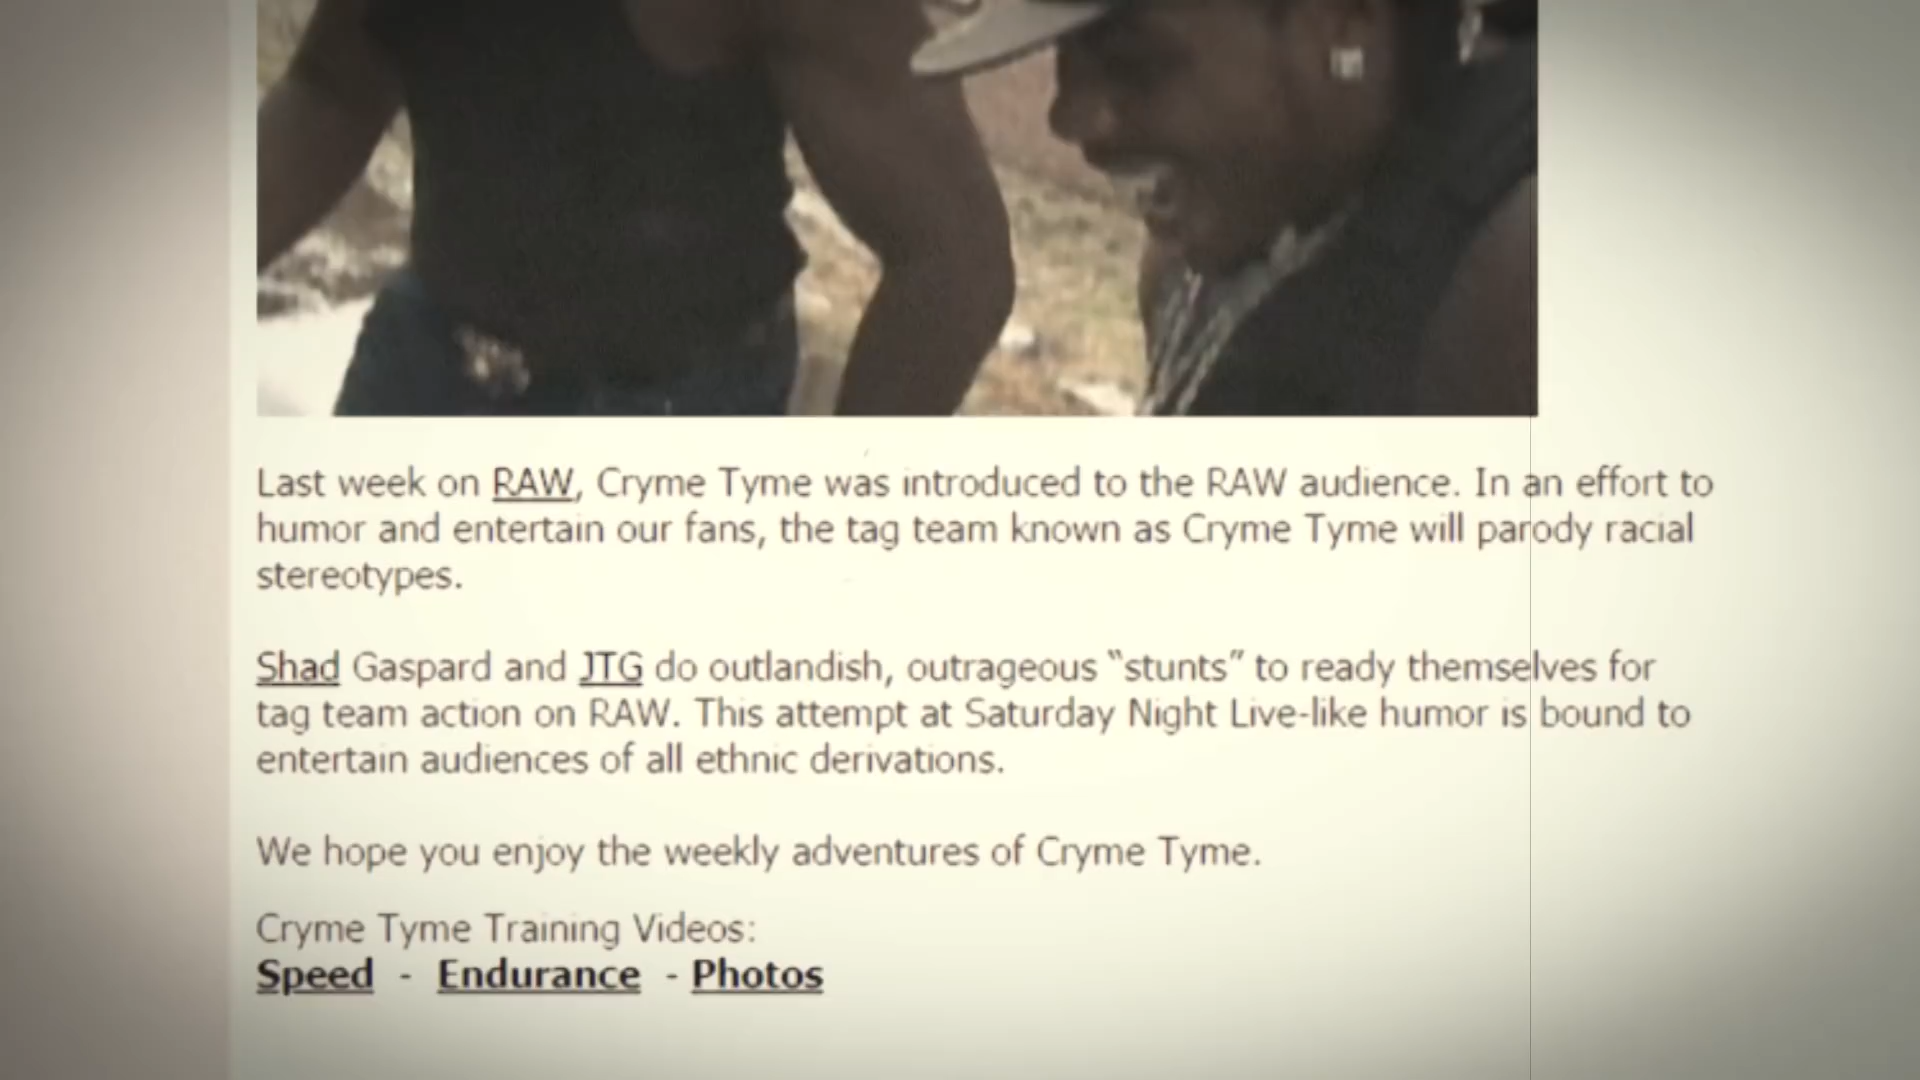 Last week on RAW, Cryme Tyme was introduced to the RAW audience. In an effort to
humor and entertain our fans, the tag team known as Cryme Tyme will parody racial
stereotypes.
Shad Gaspard and JTG do outlandish, outrageous “stunts” to ready themselves for
tag team action on RAW. This attempt at Saturday Night Live-like humor is bound to
entertain audiences of all ethnic derivations.
We hope you enjoy the weekly adventures of Cryme Tyme.
Cryme Tyme Training Videos:
Speed - Endurance - Photos